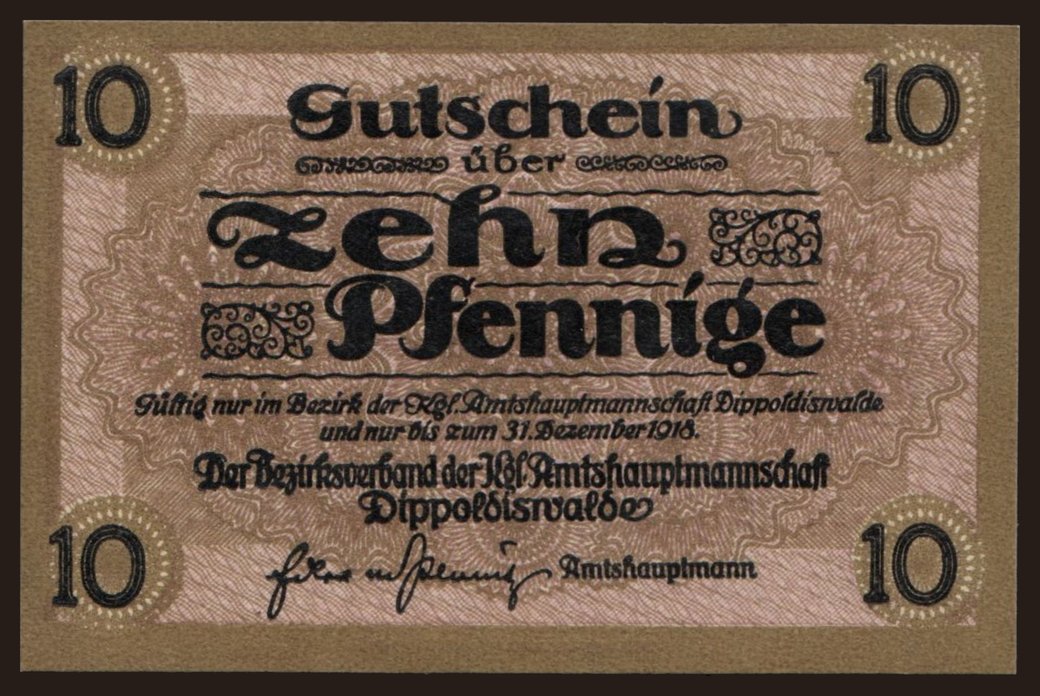 10 10
Gutschein
über
Zehn
Pfennige
Gültig nur im Bezirk der Kgl. Amtshauptmannschaft Dippoldiswalde
und nur bis zum 31. Dezember 1918.
Der Bezirksverband der Kgl. Amtshauptmannschaft
Dippoldiswalde
Amtshauptmann
10 10